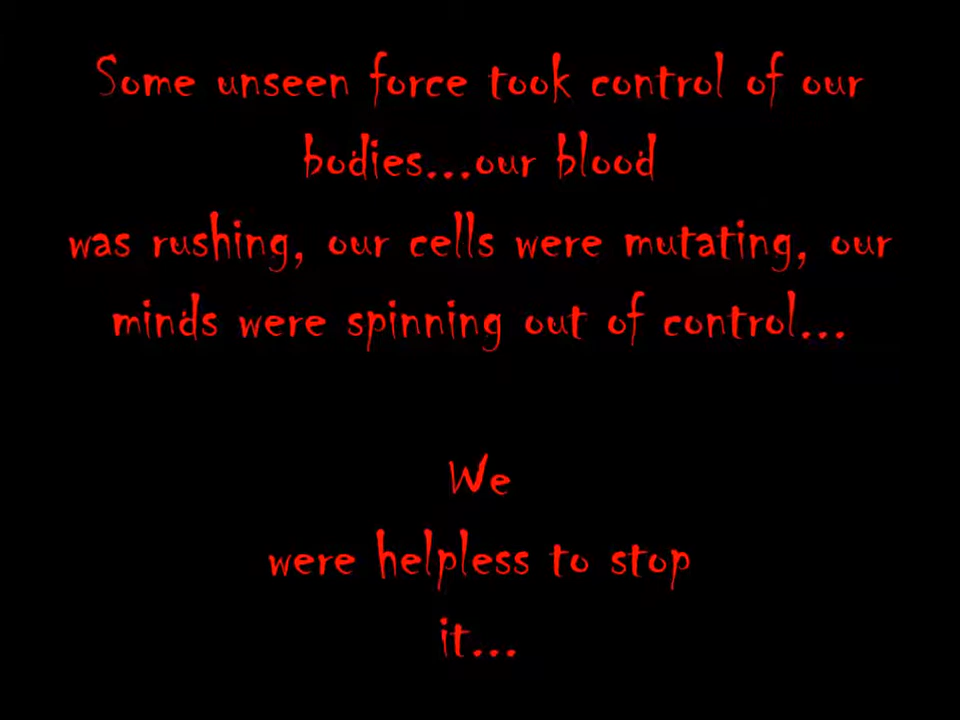 Some unseen force took control of our
bodies...our blood
was rushing, our cells were mutating, our
minds were spinning out of control...
We
were helpless to stop
it...